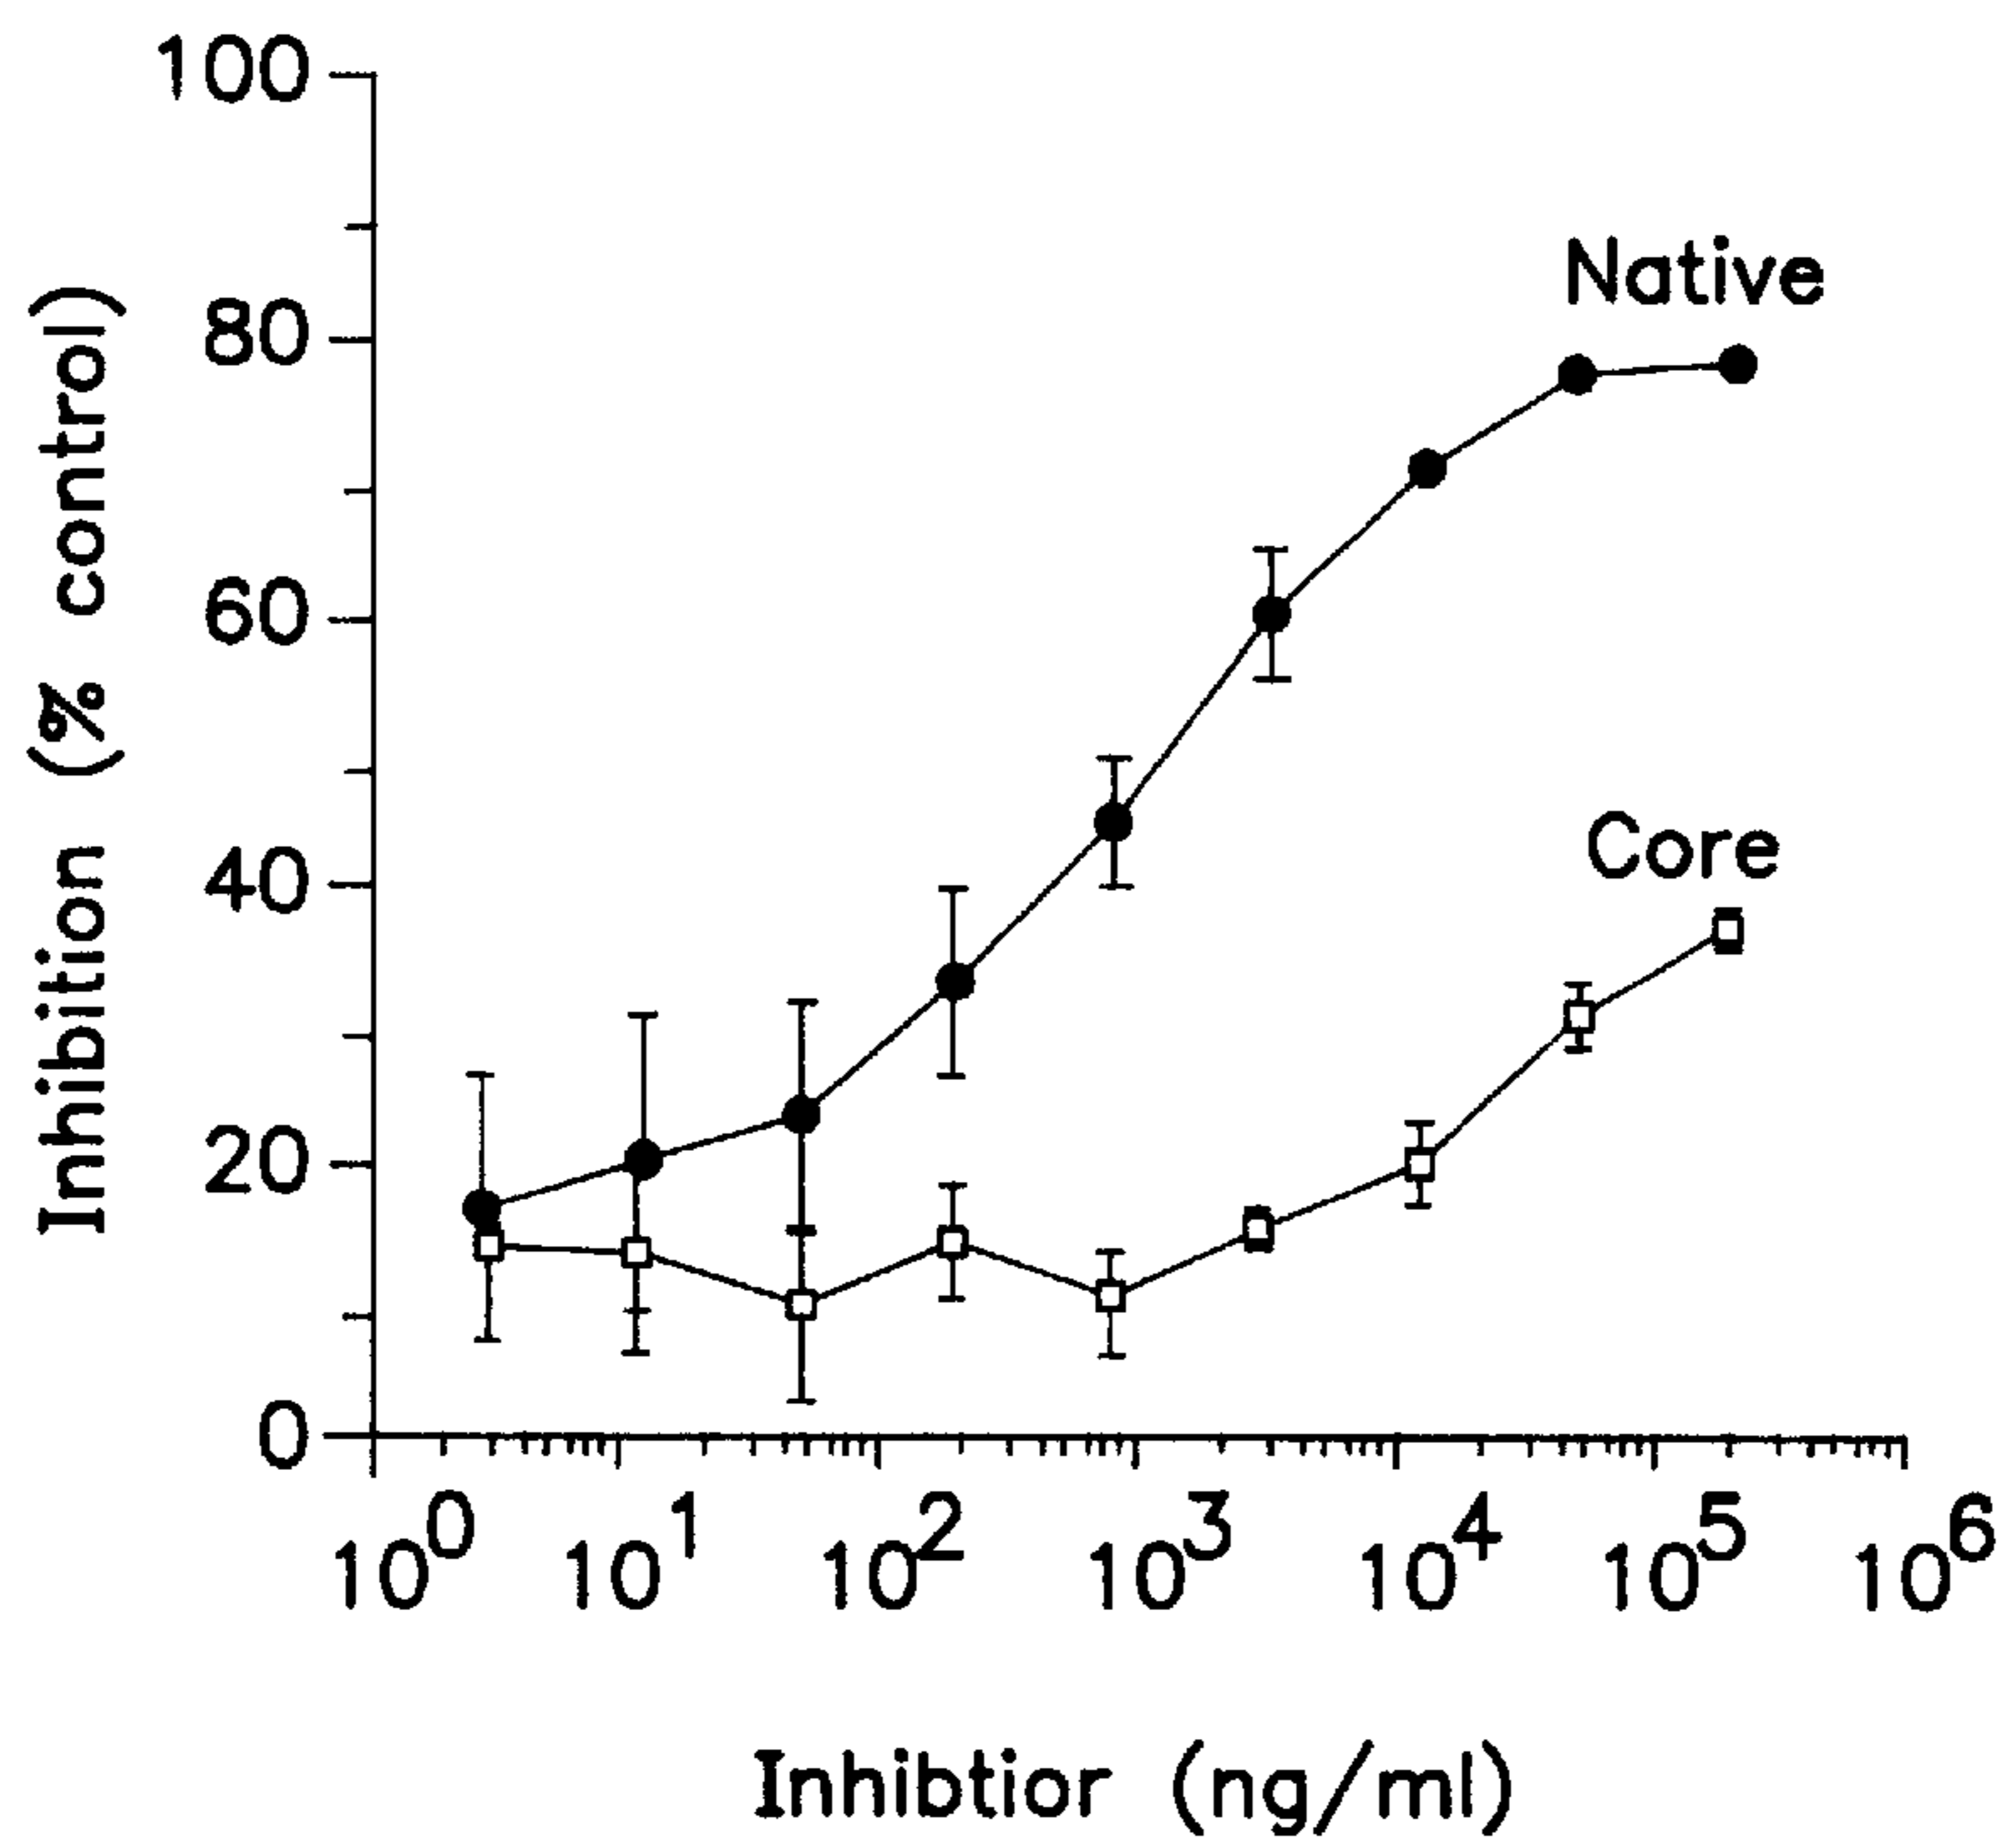 100
80
60
40
20
0
Inhibition (% control)
Native
Core
10^0 10^1 10^2 10^3 10^4 10^5 10^6
Inhibtior (ng/ml)